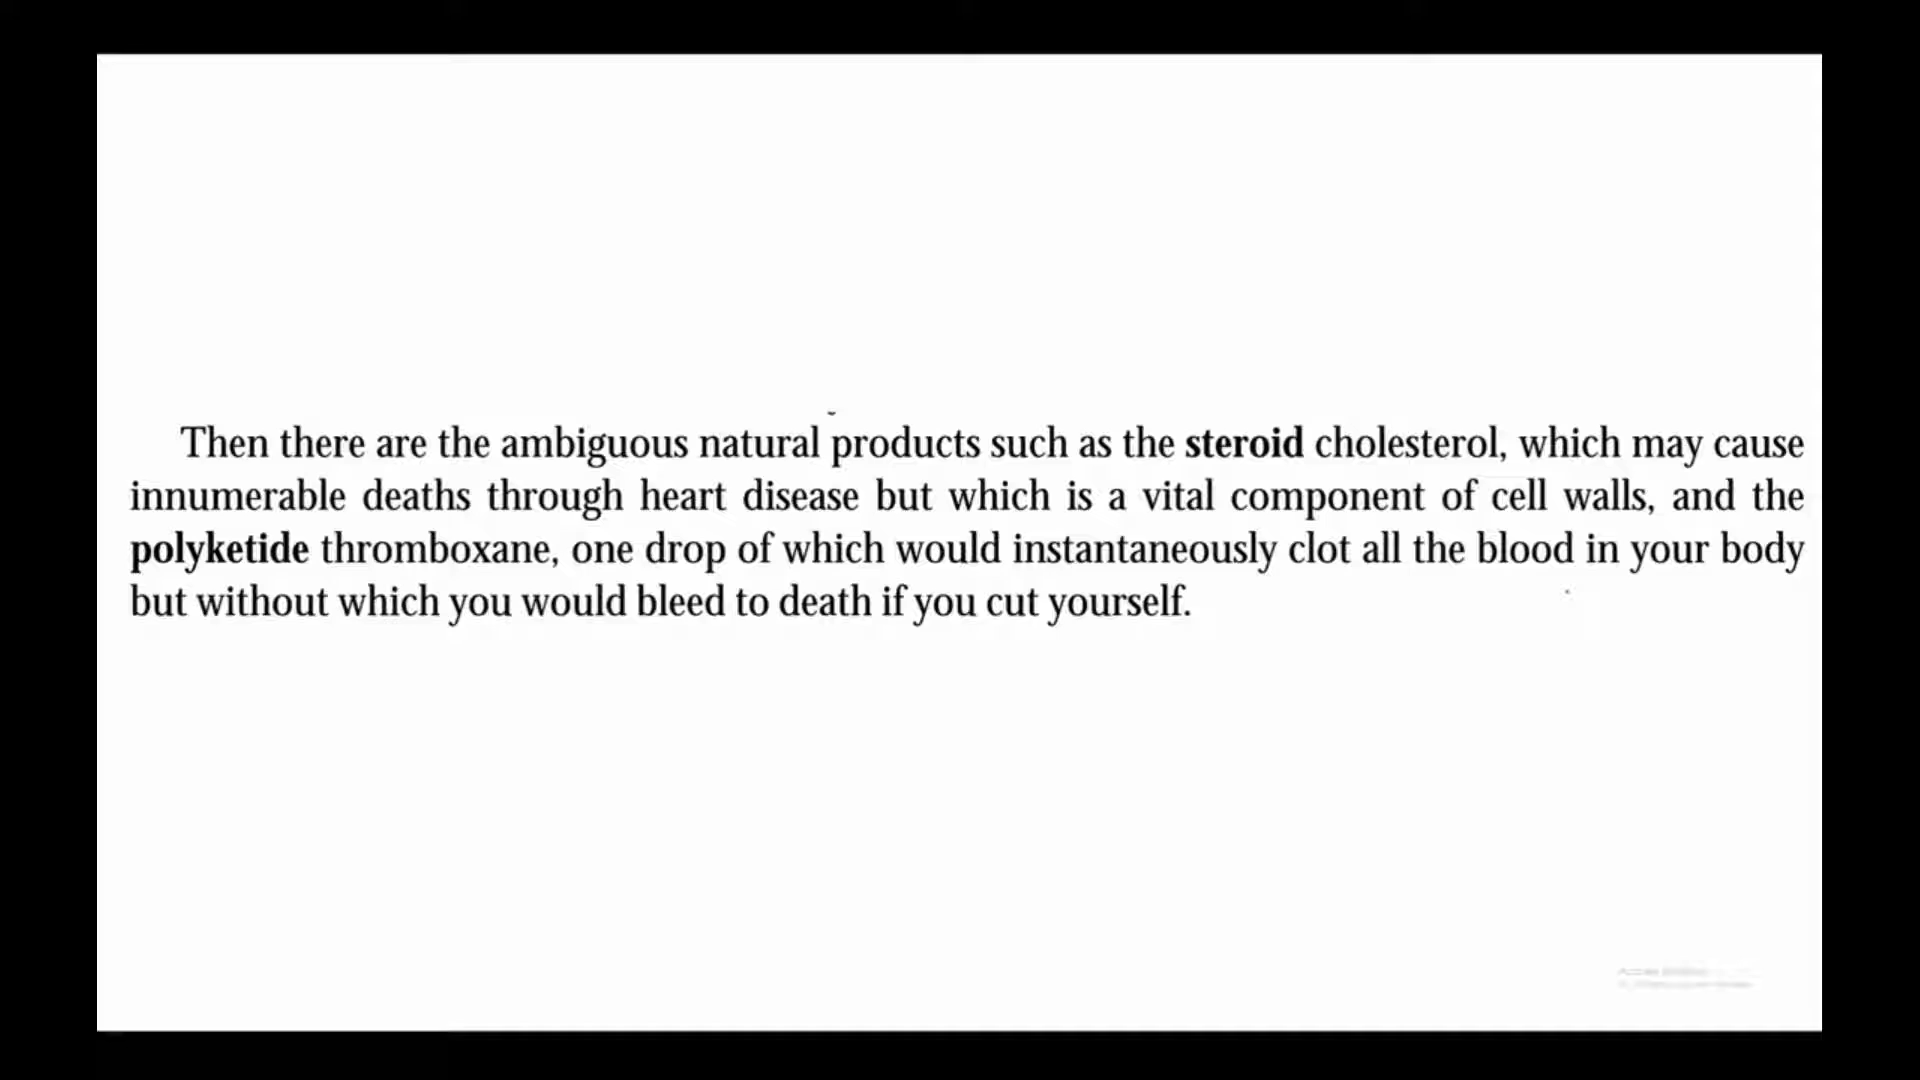 Then there are the ambiguous natural products such as the steroid cholesterol, which may cause
innumerable deaths through heart disease but which is a vital component of cell walls, and the
polyketide thromboxane, one drop of which would instantaneously clot all the blood in your body
but without which you would bleed to death if you cut yourself.